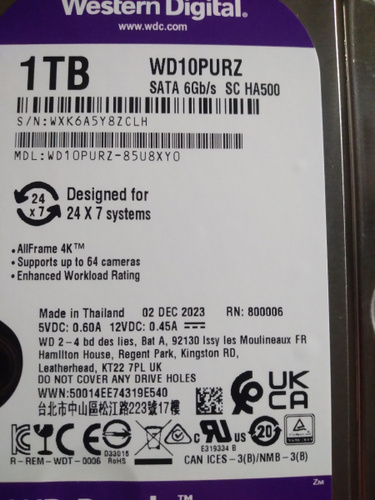 Western Digital®
www.wdc.com
1TB
WD10PURZ
SATA 6Gb/s SC HA500
S/N:WXK6A5Y8ZCLH
MDL:WD10PURZ-85U8XY0
24
x 7
Designed for
24 X 7 systems
• AllFrame 4K™
• Supports up to 64 cameras
• Enhanced Workload Rating
Made in Thailand 02 DEC 2023 RN: 800006
5VDC: 0.60A 12VDC: 0.45A
WD 2-4 bd des lies, Bat A, 92130 Issy les Moulineaux FR
Hamilton House, Regent Park, Kingston RD,
Leatherhead, KT22 7PL UK
DO NOT COVER ANY DRIVE HOLES
WWN:50014EE74319E540
台北市中山區松江路223號17樓
UK
CA
D33015
RoHS
E319334 B
20
R-REM-WDT-0006
CAN ICES-3(B)/NMB-3(B)